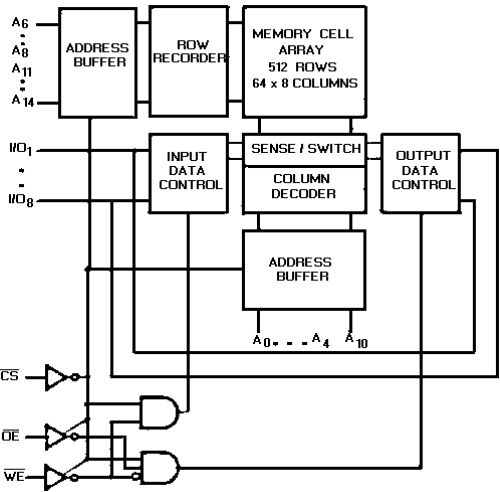 A6
A8
A11
A14
ADDRESS
BUFFER
ROW
RECORDER
MEMORY CELL
ARRAY
512 ROWS
64 x 8 COLUMNS
I/O1
I/O8
INPUT
DATA
CONTROL
SENSE / SWITCH
COLUMN
DECODER
OUTPUT
DATA
CONTROL
ADDRESS
BUFFER
A0 A4 A10
CS
OE
WE